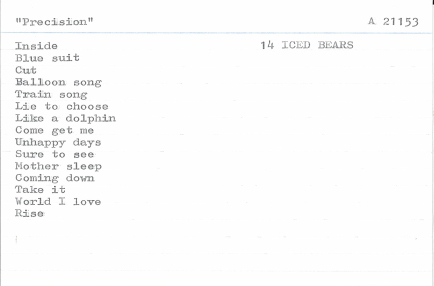 "Precision" A 21153
Inside 14 ICED BEARS
Blue suit
Cut
Balloon song
Train song
Lie to choose
Like a dolphin
Come get me
Unhappy days
Sure to see
Mother sleep
Coming down
Take it
World I love
Rise